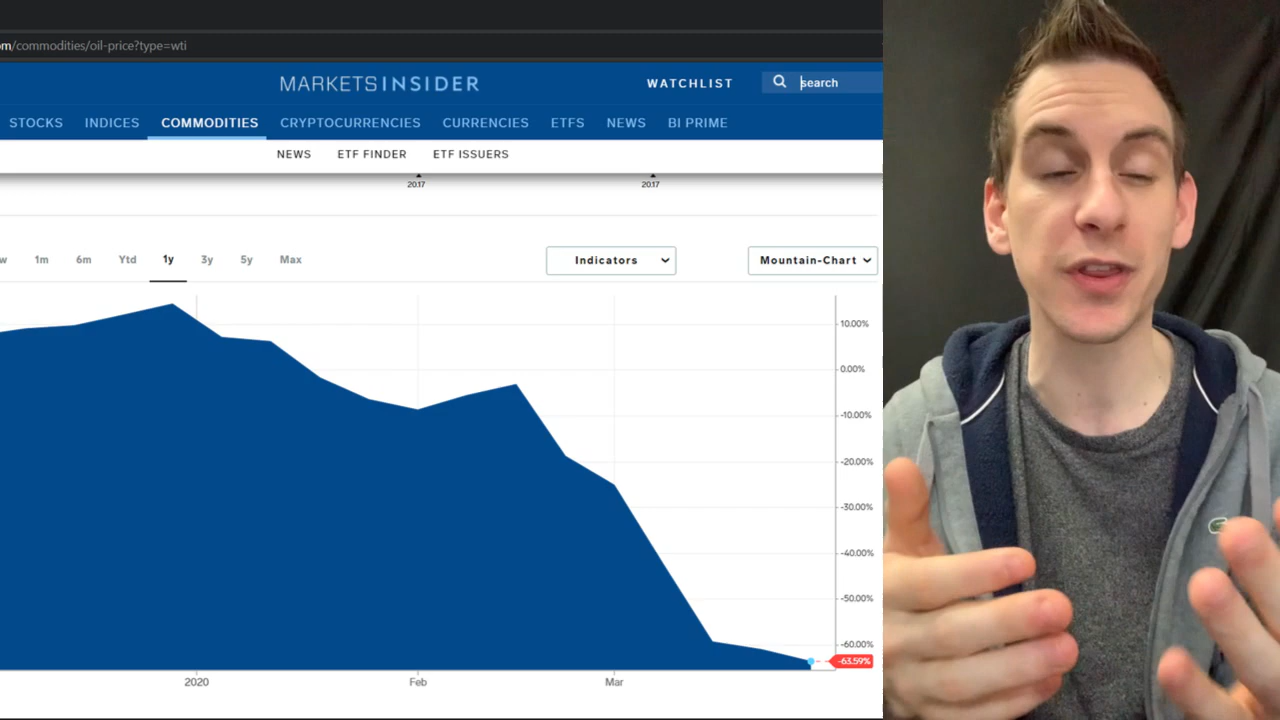 om/commodities/oil-price?type=wti
MARKETS INSIDER
WATCHLIST
search
STOCKS INDICES COMMODITIES CRYPTOCURRENCIES CURRENCIES ETFS NEWS BI PRIME
NEWS ETF FINDER ETF ISSUERS
2017 2017
w 1m 6m Ytd 1y 3y 5y Max
Indicators
Mountain-Chart
10.00%
0.00%
-10.00%
-20.00%
-30.00%
-40.00%
-50.00%
-60.00%
-63.59%
2020 Feb Mar